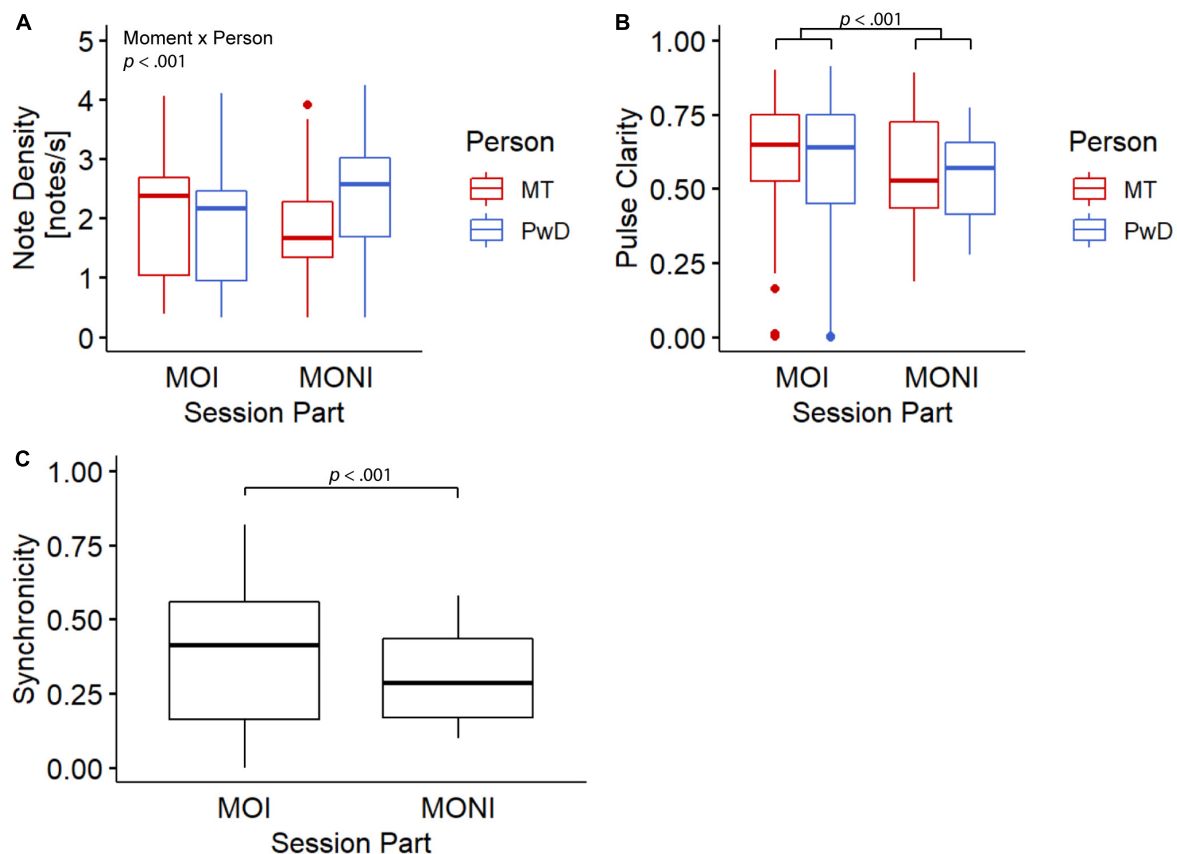 A
Moment x Person
p < .001
5
4
3
2
1
0
Note Density
[notes/s]
MOI
MONI
Session Part
Person
MT
PwD
B
p < .001
1.00
0.75
0.50
0.25
0.00
Pulse Clarity
MOI
MONI
Session Part
Person
MT
PwD
C
p < .001
1.00
0.75
0.50
0.25
0.00
Synchronicity
MOI
MONI
Session Part